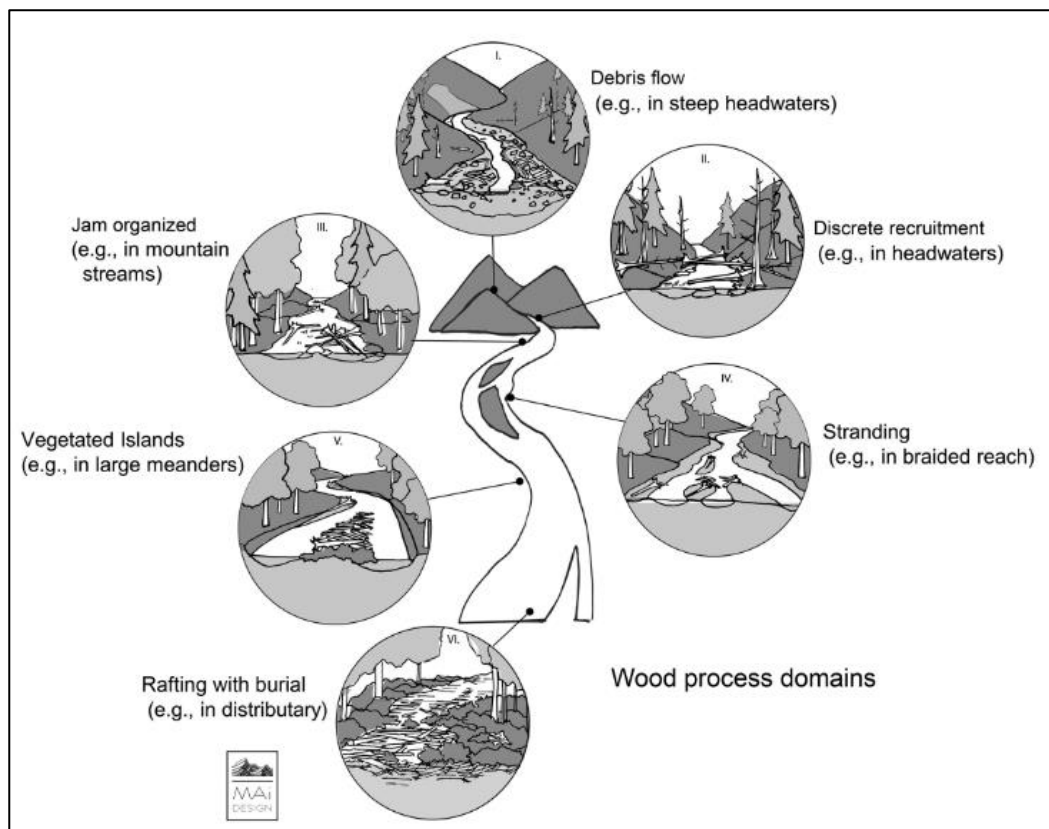 I.
Debris flow
(e.g., in steep headwaters)
II.
Discrete recruitment
(e.g., in headwaters)
Jam organized
(e.g., in mountain
streams)
III.
IV.
Stranding
(e.g., in braided reach)
Vegetated Islands
(e.g., in large meanders)
V.
VI.
Rafting with burial
(e.g., in distributary)
Wood process domains
MAi
DESIGN